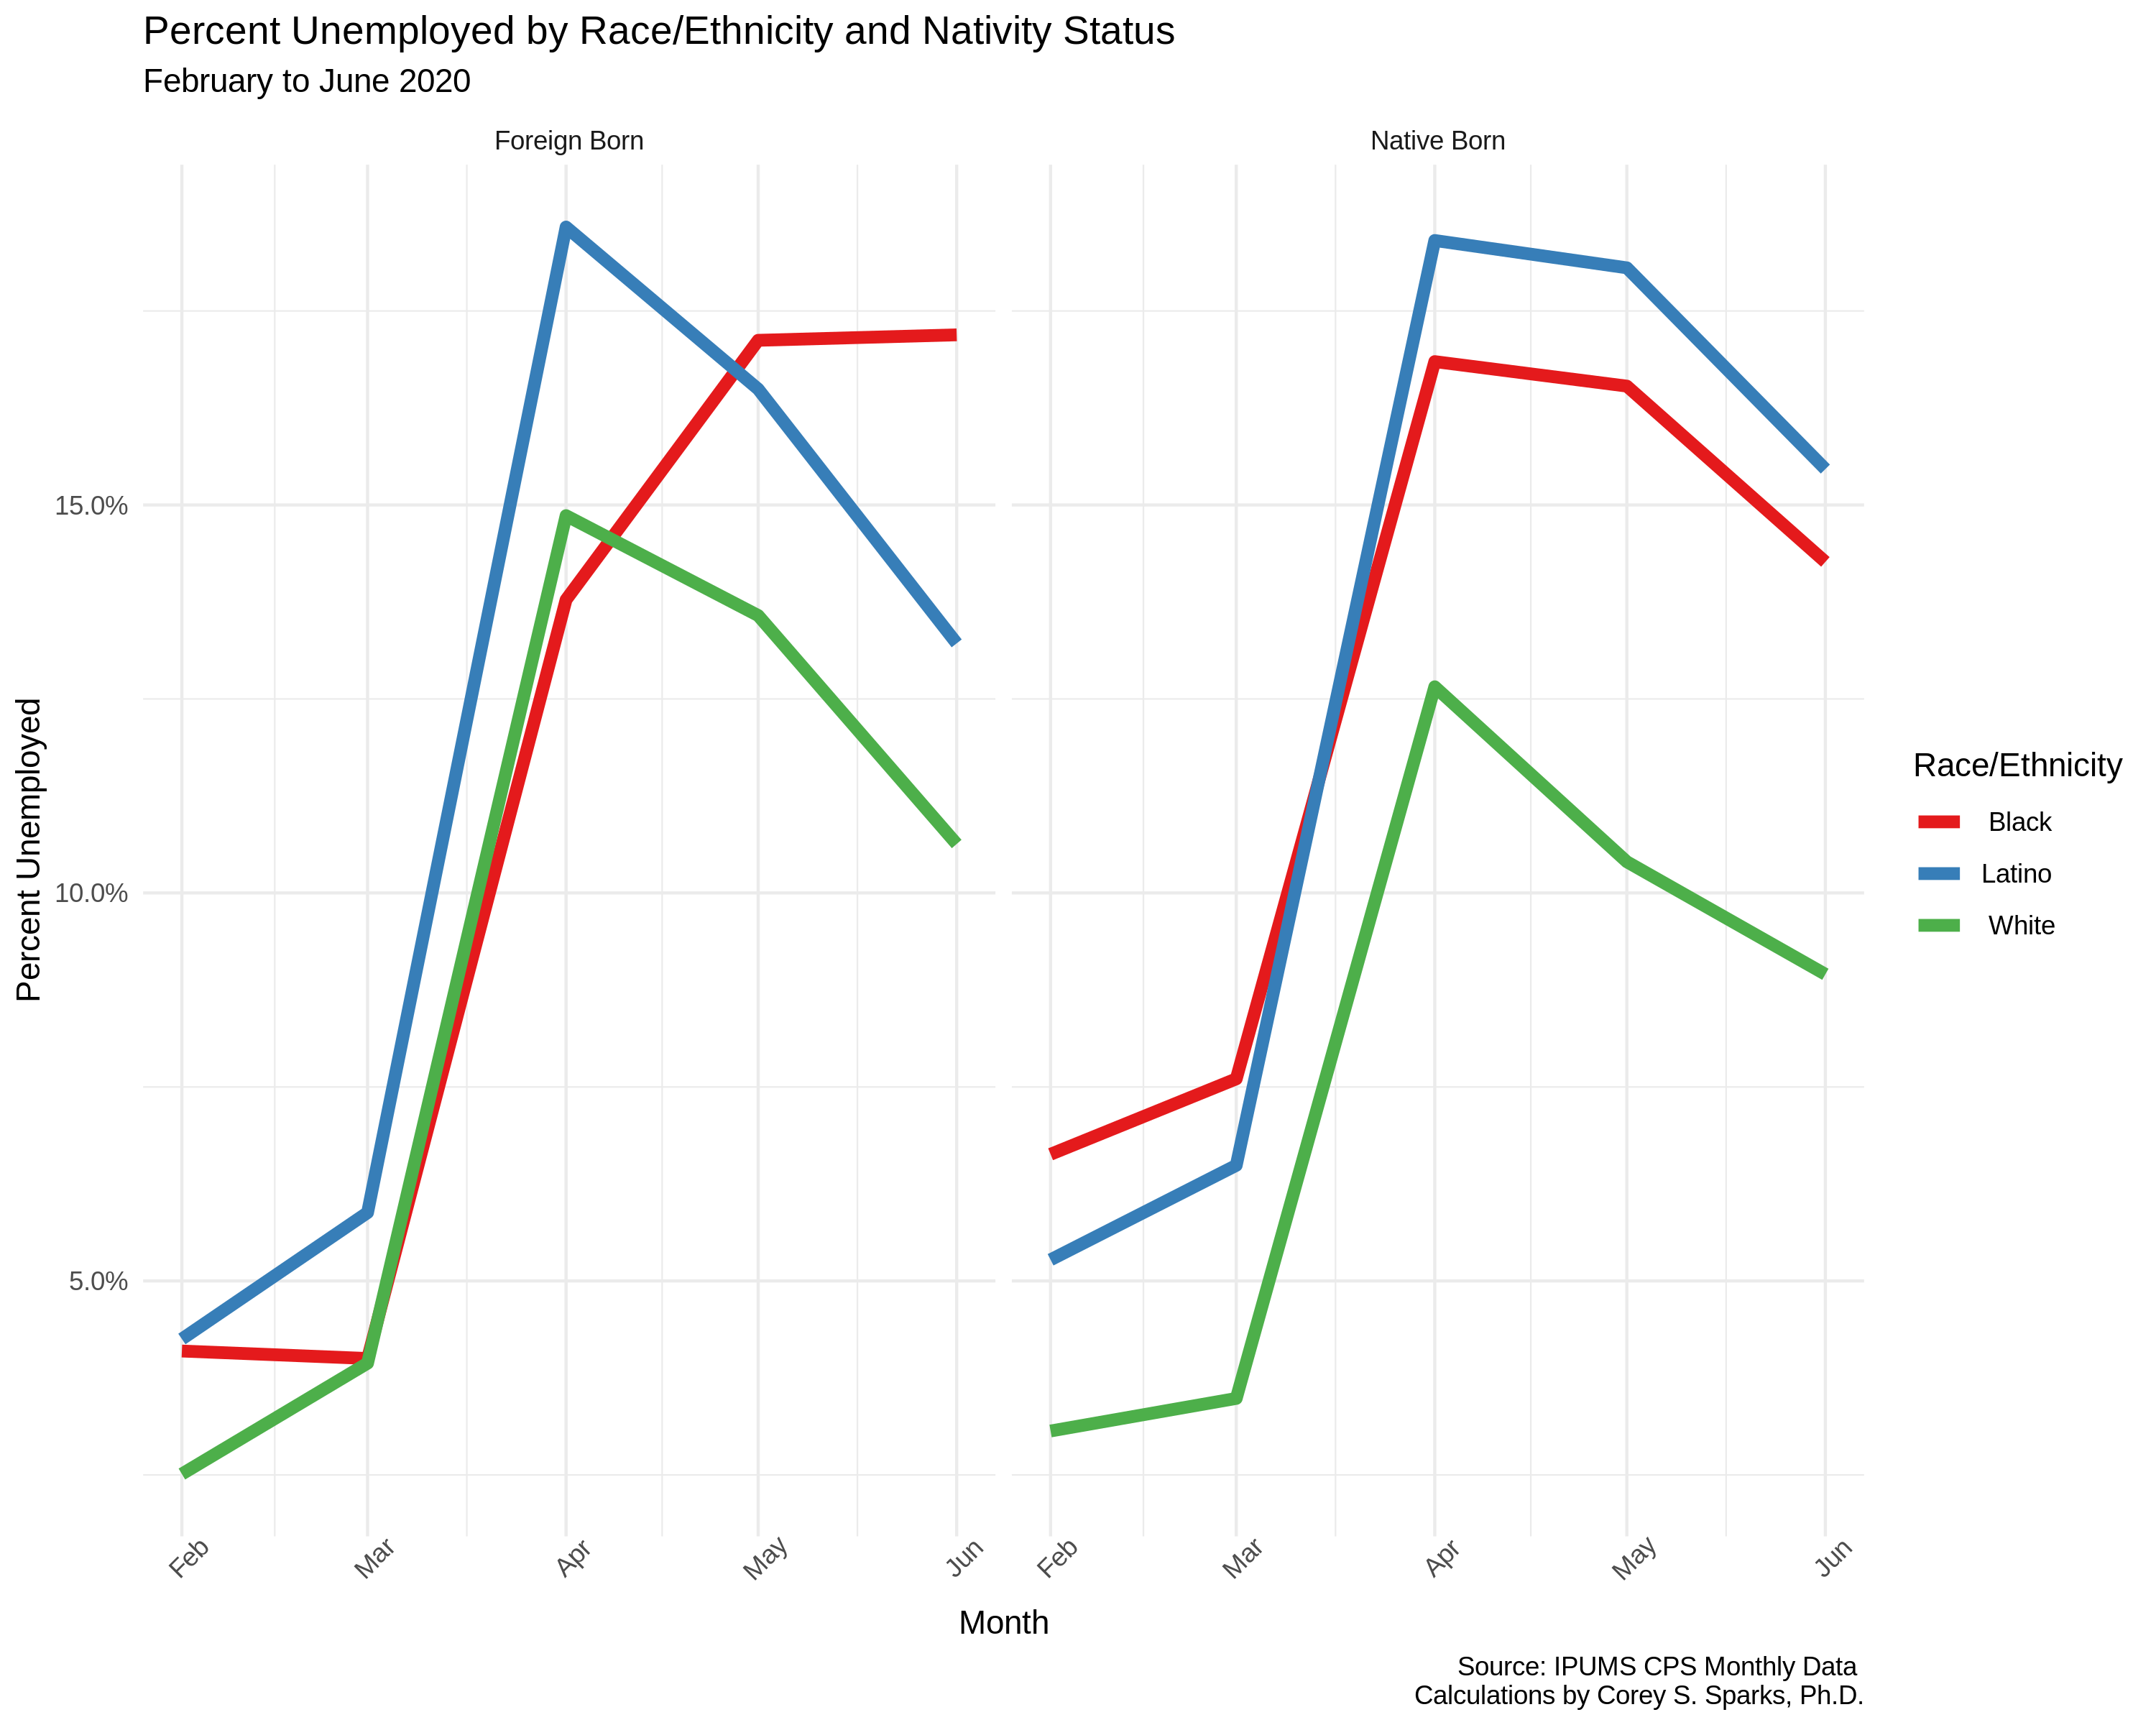 Percent Unemployed by Race/Ethnicity and Nativity Status
February to June 2020
Foreign Born
Native Born
Percent Unemployed
15.0%
10.0%
5.0%
Feb
Mar
Apr
May
Jun
Feb
Mar
Apr
May
Jun
Month
Race/Ethnicity
Black
Latino
White
Source: IPUMS CPS Monthly Data
Calculations by Corey S. Sparks, Ph.D.